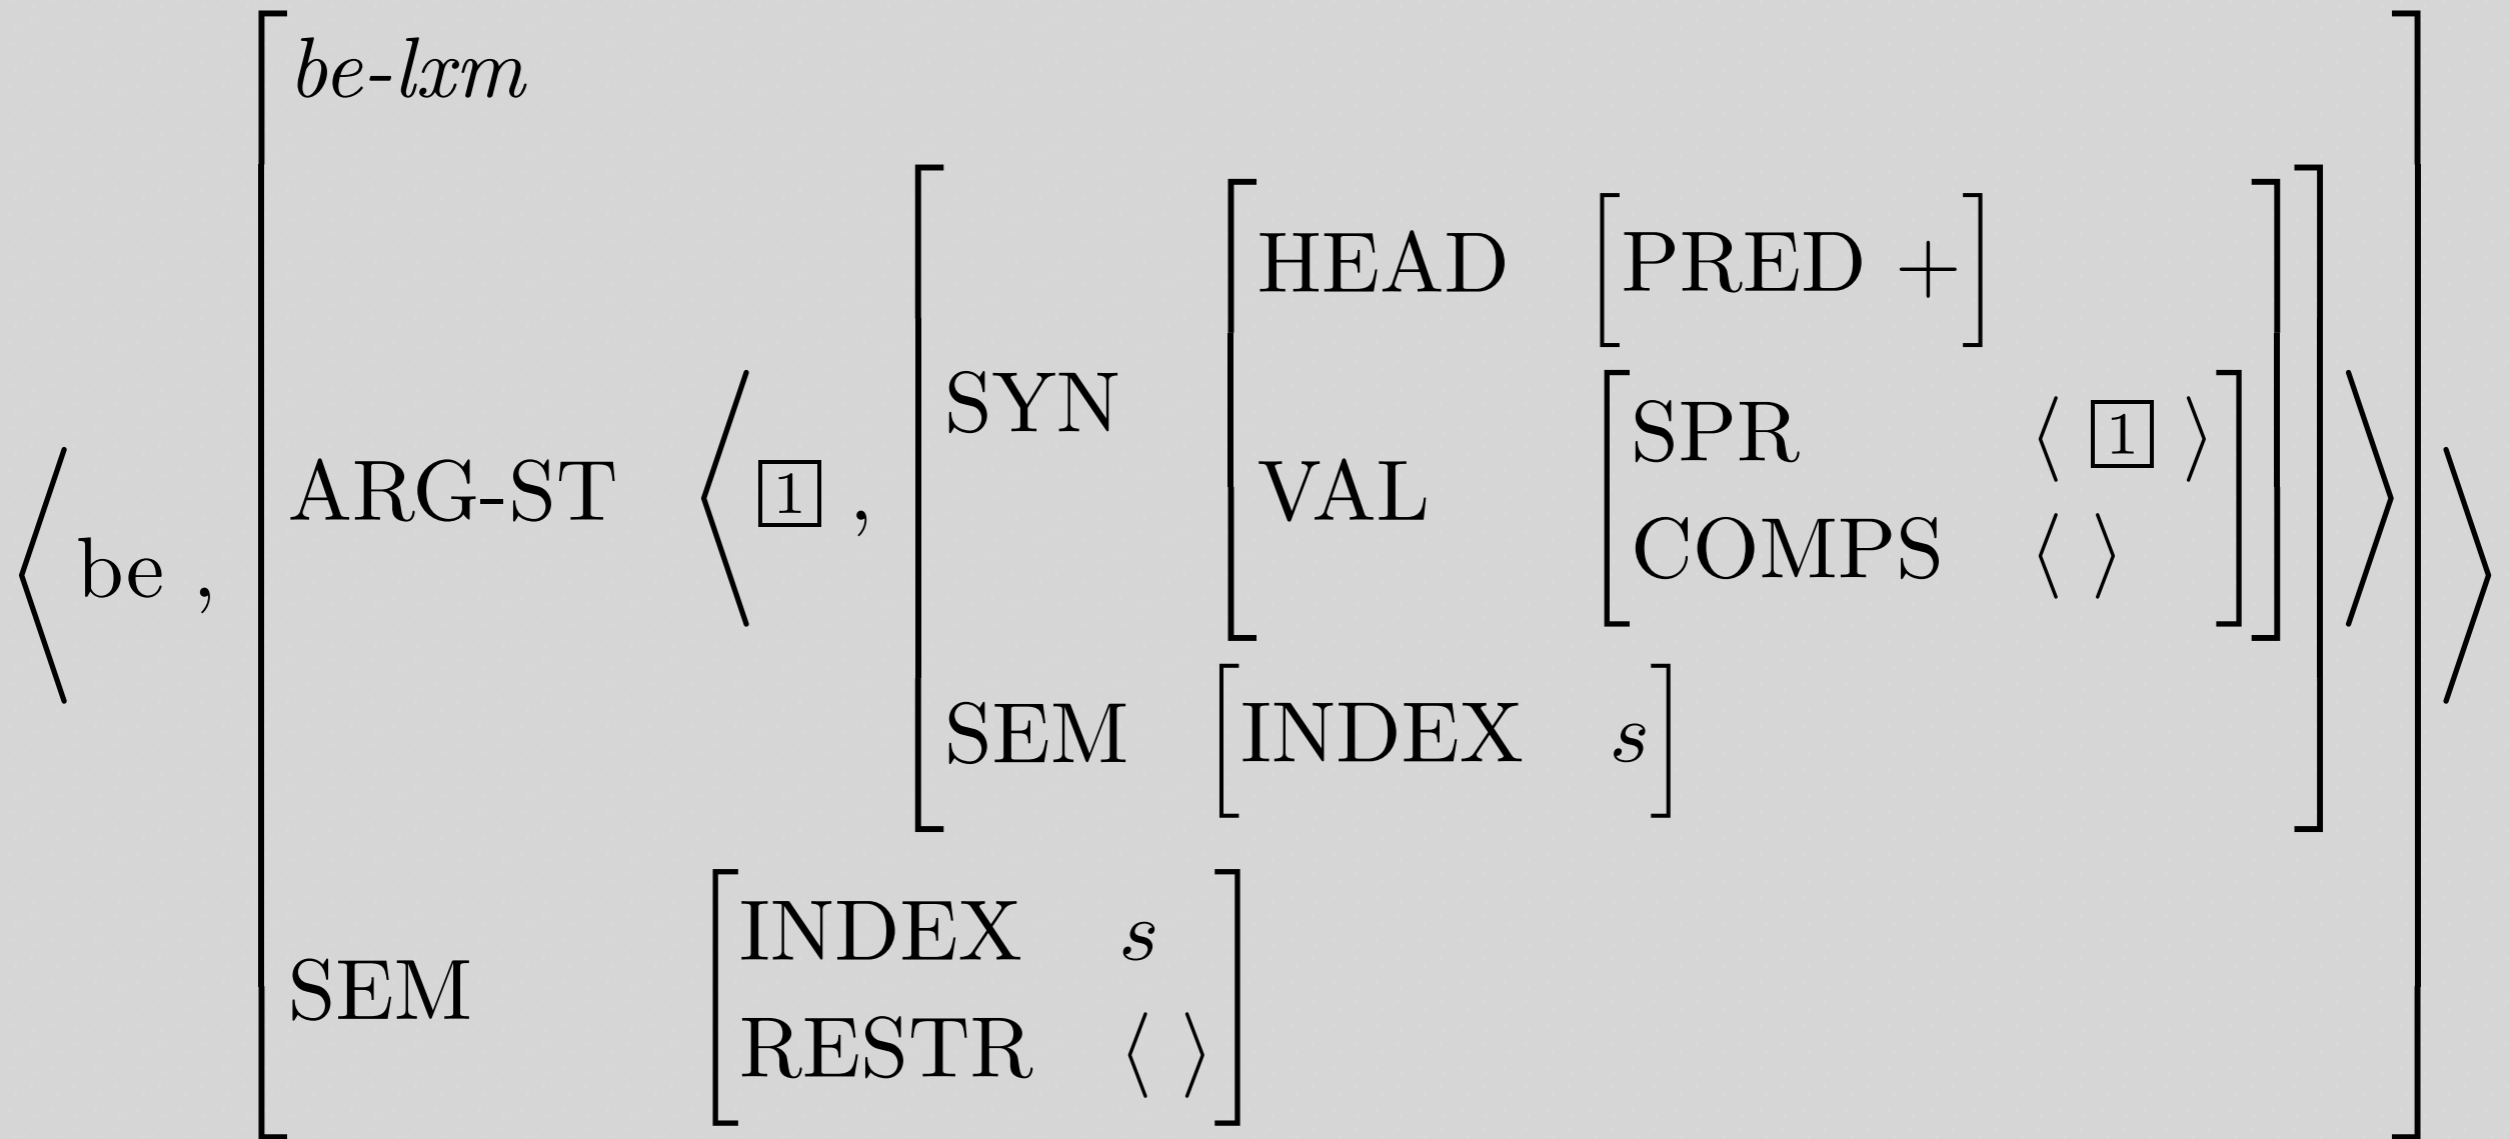 be-lxm
HEAD [PRED +]
SYN
SPR ⟨ 1 ⟩
ARG-ST ⟨ 1 , VAL
⟨ be , COMPS ⟨ ⟩
SEM [INDEX s]
INDEX s
SEM
RESTR ⟨ ⟩